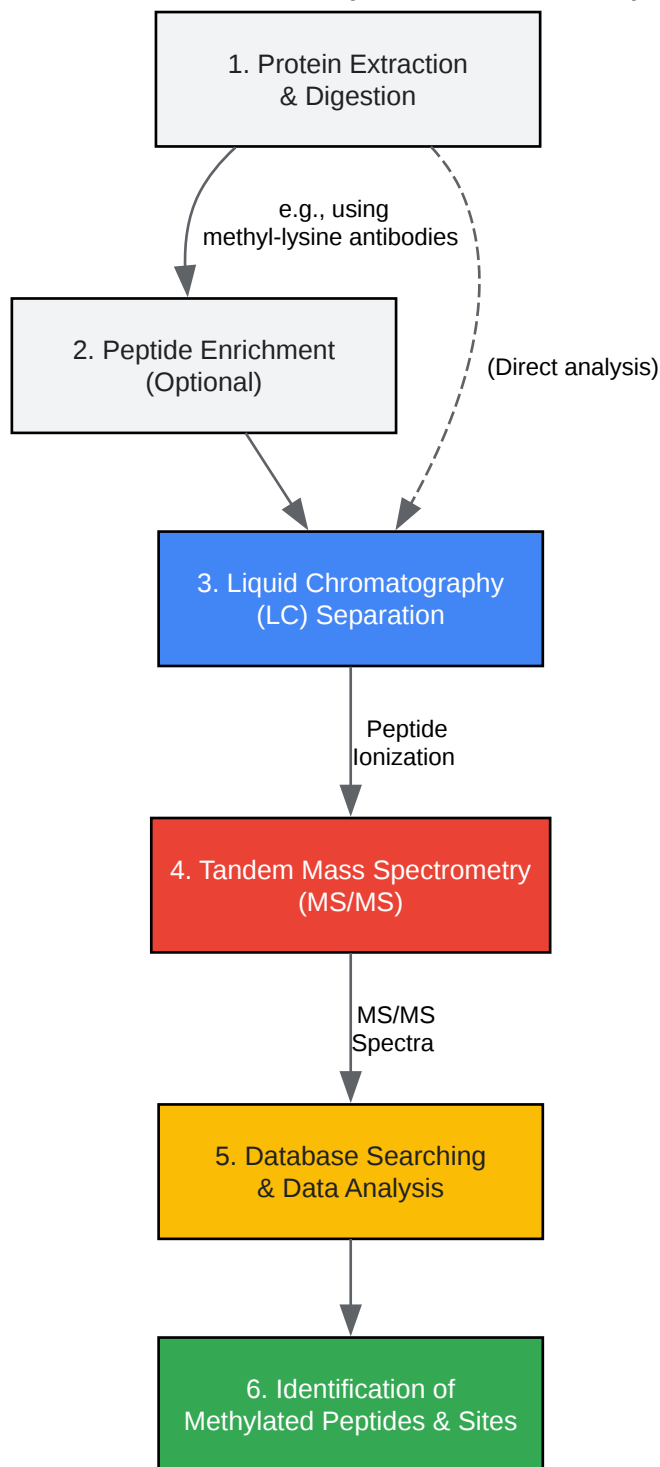 1. Protein Extraction
& Digestion
e.g., using
methyl-lysine antibodies
2. Peptide Enrichment
(Optional)
(Direct analysis)
3. Liquid Chromatography
(LC) Separation
Peptide
Ionization
4. Tandem Mass Spectrometry
(MS/MS)
MS/MS
Spectra
5. Database Searching
& Data Analysis
6. Identification of
Methylated Peptides & Sites